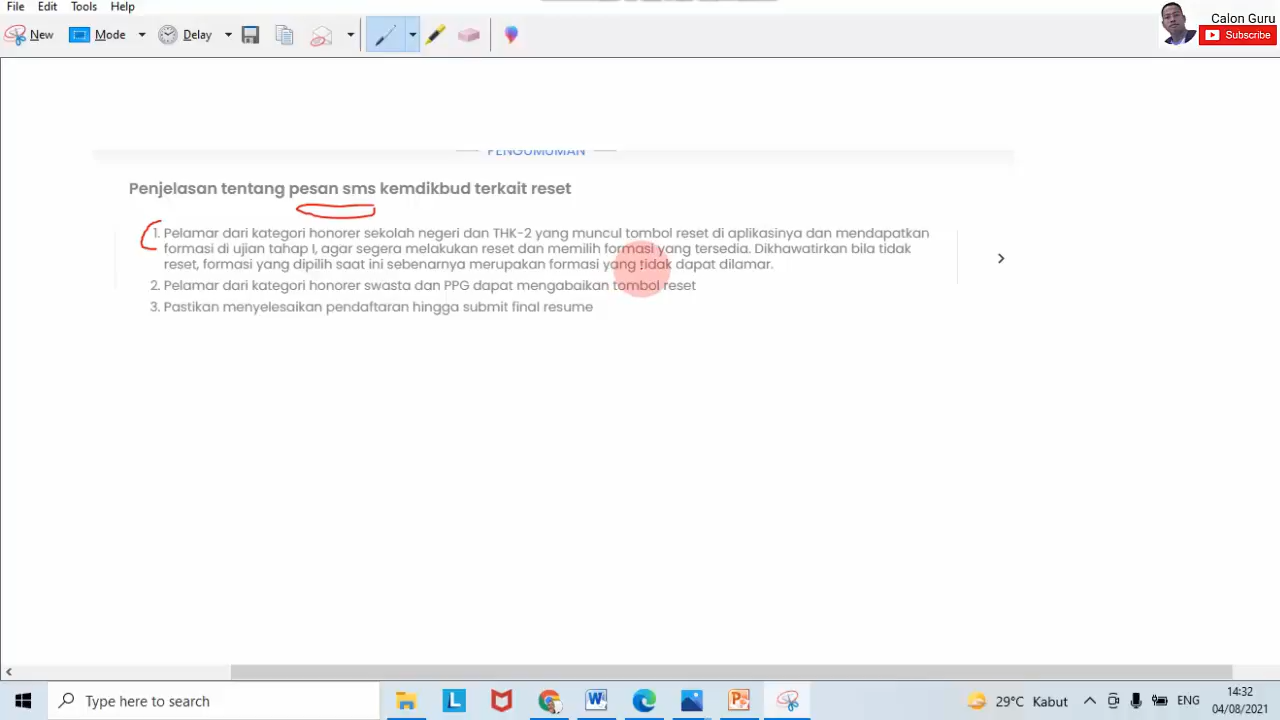 File Edit Tools Help
New Mode Delay
Calon Guru
Subscribe
PENGUMUMAN
Penjelasan tentang pesan sms kemdikbud terkait reset
1. Pelamar dari kategori honorer sekolah negeri dan THK-2 yang muncul tombol reset di aplikasinya dan mendapatkan
formasi di ujian tahap I, agar segera melakukan reset dan memilih formasi yang tersedia. Dikhawatirkan bila tidak
reset, formasi yang dipilih saat ini sebenarnya merupakan formasi yang tidak dapat dilamar.
2. Pelamar dari kategori honorer swasta dan PPG dapat mengabaikan tombol reset
3. Pastikan menyelesaikan pendaftaran hingga submit final resume
Type here to search
29°C Kabut
ENG
14:32
04/08/2021